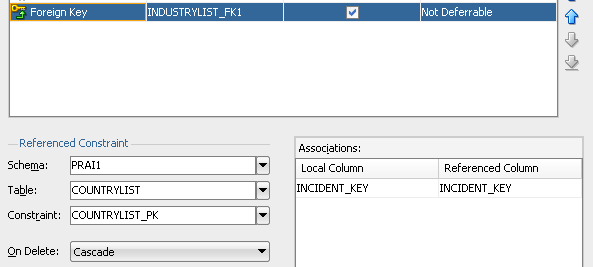 Foreign Key INDUSTRYLIST_FK1 Not Deferrable
Referenced Constraint
Schema: PRAI1
Table: COUNTRYLIST
Constraint: COUNTRYLIST_PK
On Delete: Cascade
Associations:
Local Column Referenced Column
INCIDENT_KEY INCIDENT_KEY